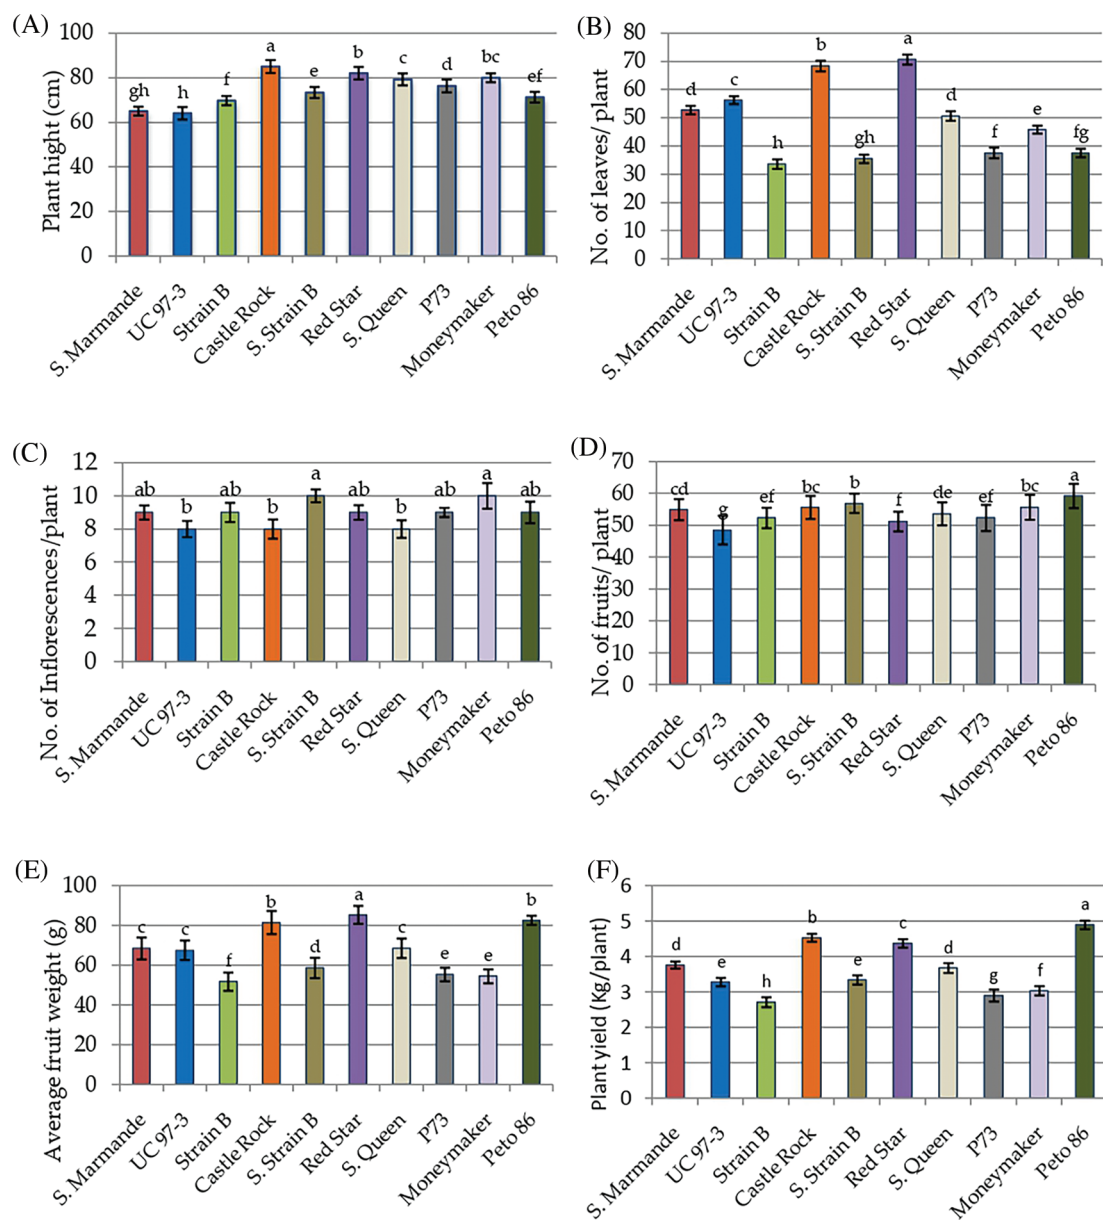 (A)
Plant hight (cm)
100
80
60
40
20
0
gh h f a e b c d bc ef
S. Marmande UC 97-3 Strain B Castle Rock S. Strain B Red Star S. Queen P73 Moneymaker Peto 86
(B)
No. of leaves/ plant
80
70
60
50
40
30
20
10
0
d c h b gh a d f e fg
S. Marmande UC 97-3 Strain B Castle Rock S. Strain B Red Star S. Queen P73 Moneymaker Peto 86
(C)
No. of Inflorescences/plant
12
10
8
6
4
2
0
ab b ab b a ab b ab a ab
S. Marmande UC 97-3 Strain B Castle Rock S. Strain B Red Star S. Queen P73 Moneymaker Peto 86
(D)
No. of fruits/ plant
70
60
50
40
30
20
10
0
cd g ef bc b f de ef bc a
S. Marmande UC 97-3 Strain B Castle Rock S. Strain B Red Star S. Queen P73 Moneymaker Peto 86
(E)
Average fruit weight (g)
100
80
60
40
20
0
c c f b d a c e e b
S. Marmande UC 97-3 Strain B Castle Rock S. Strain B Red Star S. Queen P73 Moneymaker Peto 86
(F)
Plant yield (Kg/plant)
6
5
4
3
2
1
0
d e h b e c d g f a
S. Marmande UC 97-3 Strain B Castle Rock S. Strain B Red Star S. Queen P73 Moneymaker Peto 86